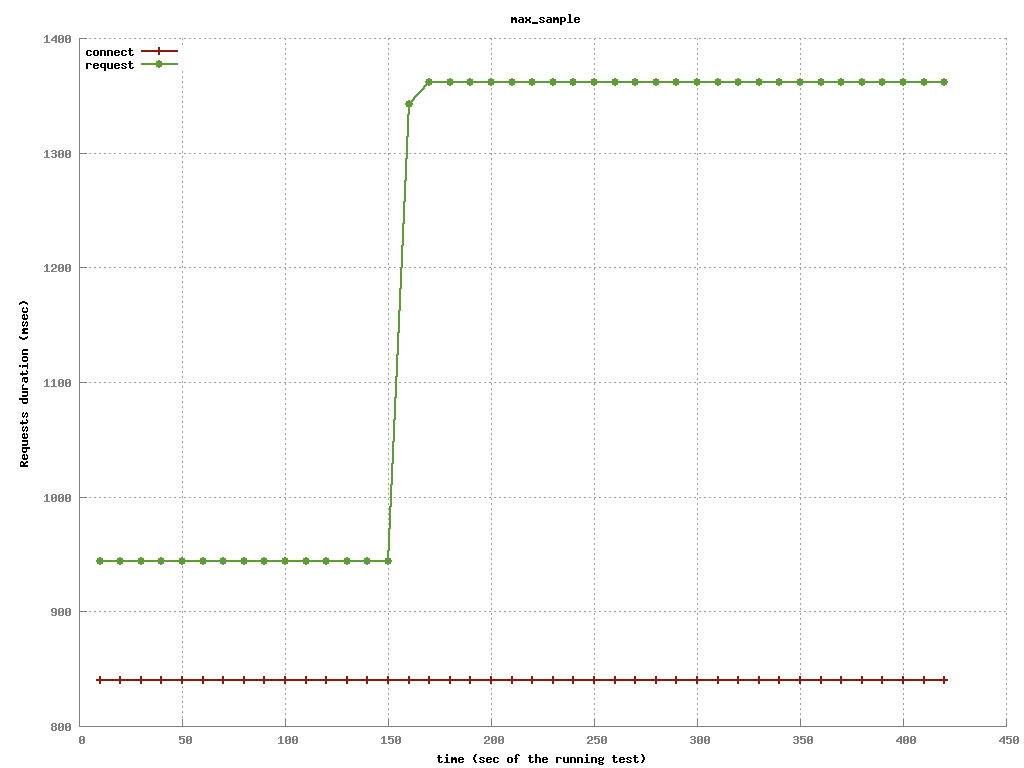 max_sample
connect
request
1400
1300
1200
1100
1000
900
800
Requests duration (msec)
0 50 100 150 200 250 300 350 400 450
time (sec of the running test)